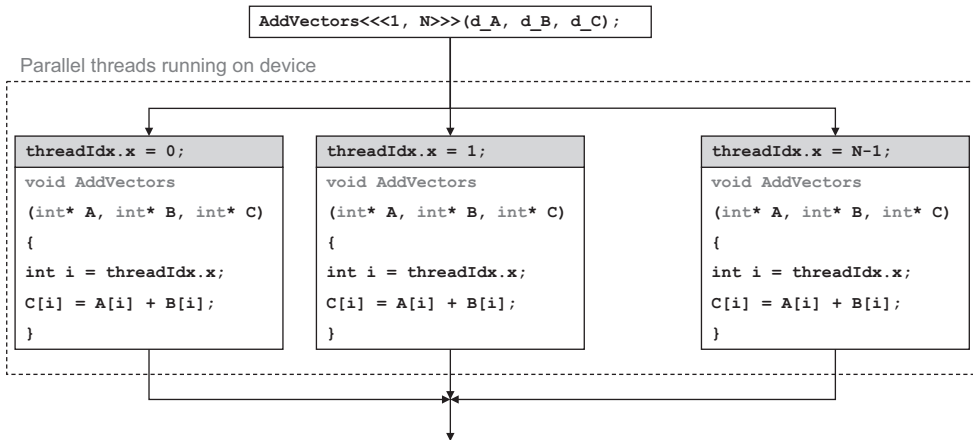 AddVectors<<<1, N>>>(d_A, d_B, d_C);
Parallel threads running on device
threadIdx.x = 0;
void AddVectors
(int* A, int* B, int* C)
{
int i = threadIdx.x;
C[i] = A[i] + B[i];
}
threadIdx.x = 1;
void AddVectors
(int* A, int* B, int* C)
{
int i = threadIdx.x;
C[i] = A[i] + B[i];
}
threadIdx.x = N-1;
void AddVectors
(int* A, int* B, int* C)
{
int i = threadIdx.x;
C[i] = A[i] + B[i];
}